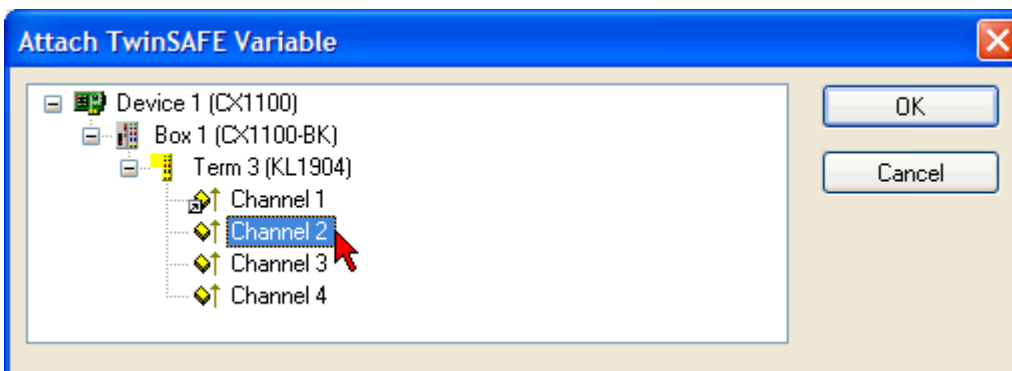 Attach TwinSAFE Variable
Device 1 (CX1100)
Box 1 (CX1100-BK)
Term 3 (KL1904)
Channel 1
Channel 2
Channel 3
Channel 4
OK
Cancel